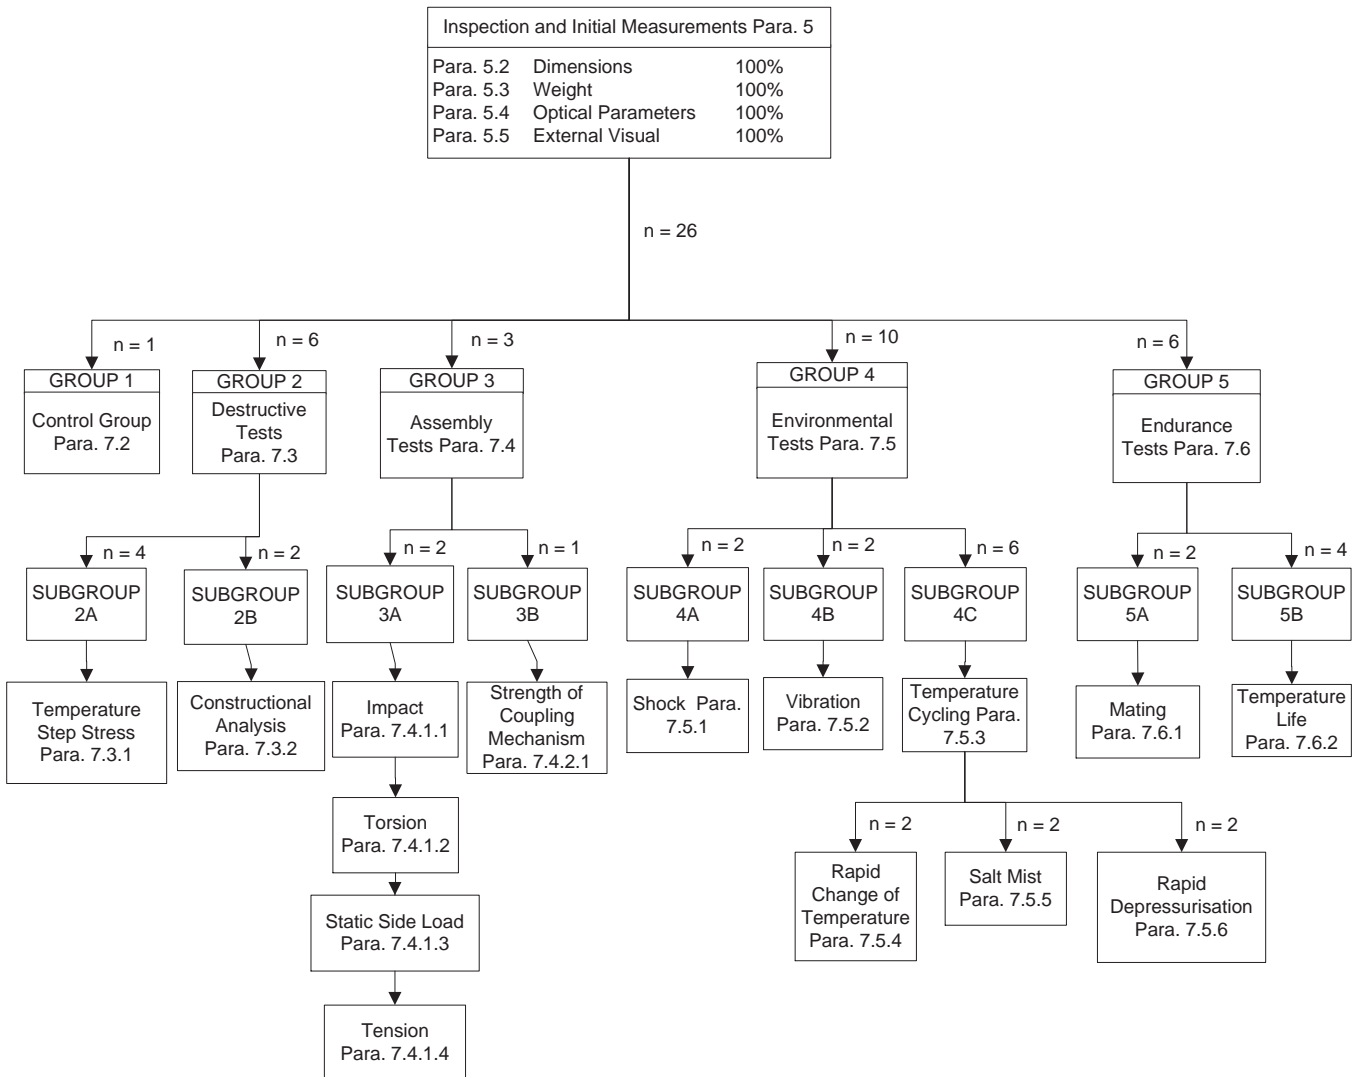 Inspection and Initial Measurements Para. 5
Para. 5.2 Dimensions 100%
Para. 5.3 Weight 100%
Para. 5.4 Optical Parameters 100%
Para. 5.5 External Visual 100%
n = 26
n = 1
n = 6
n = 3
n = 10
n = 6
GROUP 1
Control Group
Para. 7.2
GROUP 2
Destructive
Tests
Para. 7.3
GROUP 3
Assembly
Tests Para. 7.4
GROUP 4
Environmental
Tests Para. 7.5
GROUP 5
Endurance
Tests Para. 7.6
n = 4
n = 2
n = 2
n = 1
n = 2
n = 2
n = 6
n = 2
n = 4
SUBGROUP
2A
SUBGROUP
2B
SUBGROUP
3A
SUBGROUP
3B
SUBGROUP
4A
SUBGROUP
4B
SUBGROUP
4C
SUBGROUP
5A
SUBGROUP
5B
Temperature
Step Stress
Para. 7.3.1
Constructional
Analysis
Para. 7.3.2
Impact
Para. 7.4.1.1
Strength of
Coupling
Mechanism
Para. 7.4.2.1
Shock Para.
7.5.1
Vibration
Para. 7.5.2
Temperature
Cycling Para.
7.5.3
Mating
Para. 7.6.1
Temperature
Life
Para. 7.6.2
Torsion
Para. 7.4.1.2
Static Side Load
Para. 7.4.1.3
Tension
Para. 7.4.1.4
n = 2
n = 2
n = 2
Rapid
Change of
Temperature
Para. 7.5.4
Salt Mist
Para. 7.5.5
Rapid
Depressurisation
Para. 7.5.6